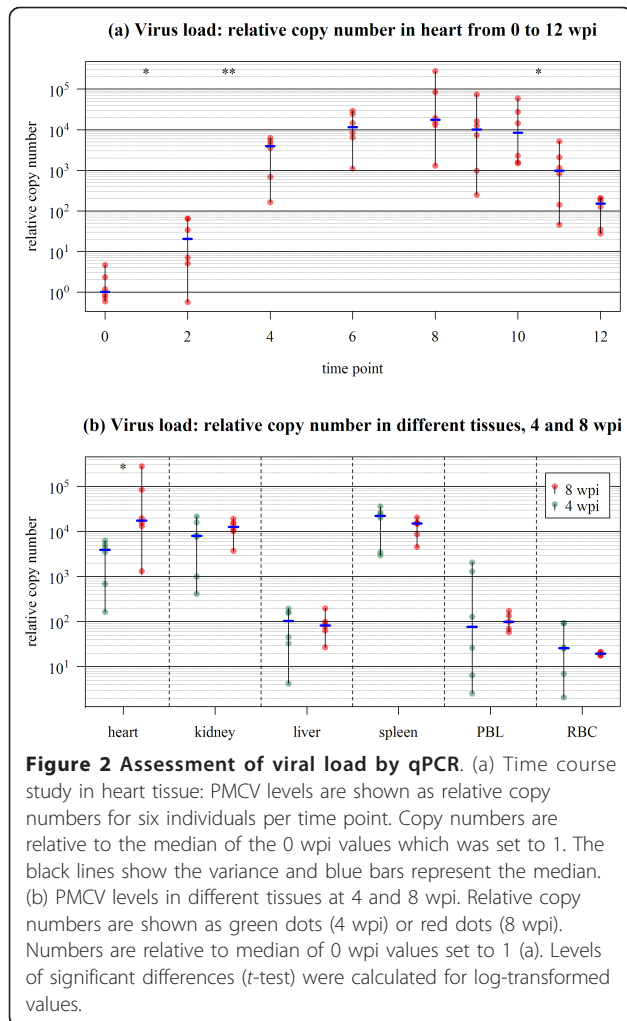 (a) Virus load: relative copy number in heart from 0 to 12 wpi
* ** *
10^5
10^4
10^3
10^2
10^1
10^0
relative copy number
0 2 4 6 8 10 12
time point
(b) Virus load: relative copy number in different tissues, 4 and 8 wpi
*
10^5
10^4
10^3
10^2
10^1
relative copy number
8 wpi
4 wpi
heart kidney liver spleen PBL RBC
Figure 2 Assessment of viral load by qPCR. (a) Time course
study in heart tissue: PMCV levels are shown as relative copy
numbers for six individuals per time point. Copy numbers are
relative to the median of the 0 wpi values which was set to 1. The
black lines show the variance and blue bars represent the median.
(b) PMCV levels in different tissues at 4 and 8 wpi. Relative copy
numbers are shown as green dots (4 wpi) or red dots (8 wpi).
Numbers are relative to median of 0 wpi values set to 1 (a). Levels
of significant differences (t-test) were calculated for log-transformed
values.